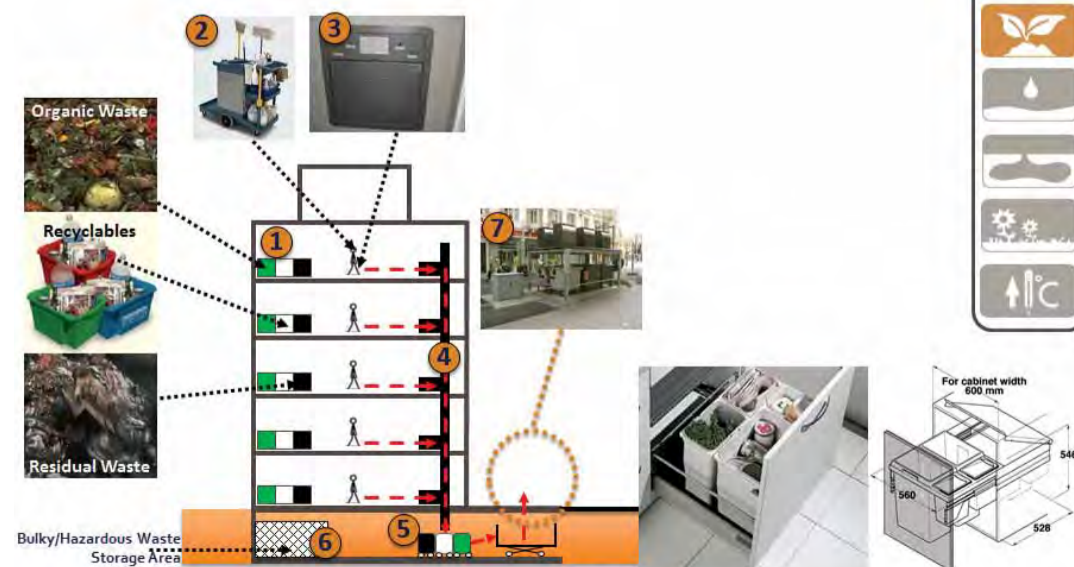 2
3
Organic Waste
Recyclables
1
7
4
Residual Waste
Bulky/Hazardous Waste
Storage Area
6
5
°C
For cabinet width
600 mm
546
560
528